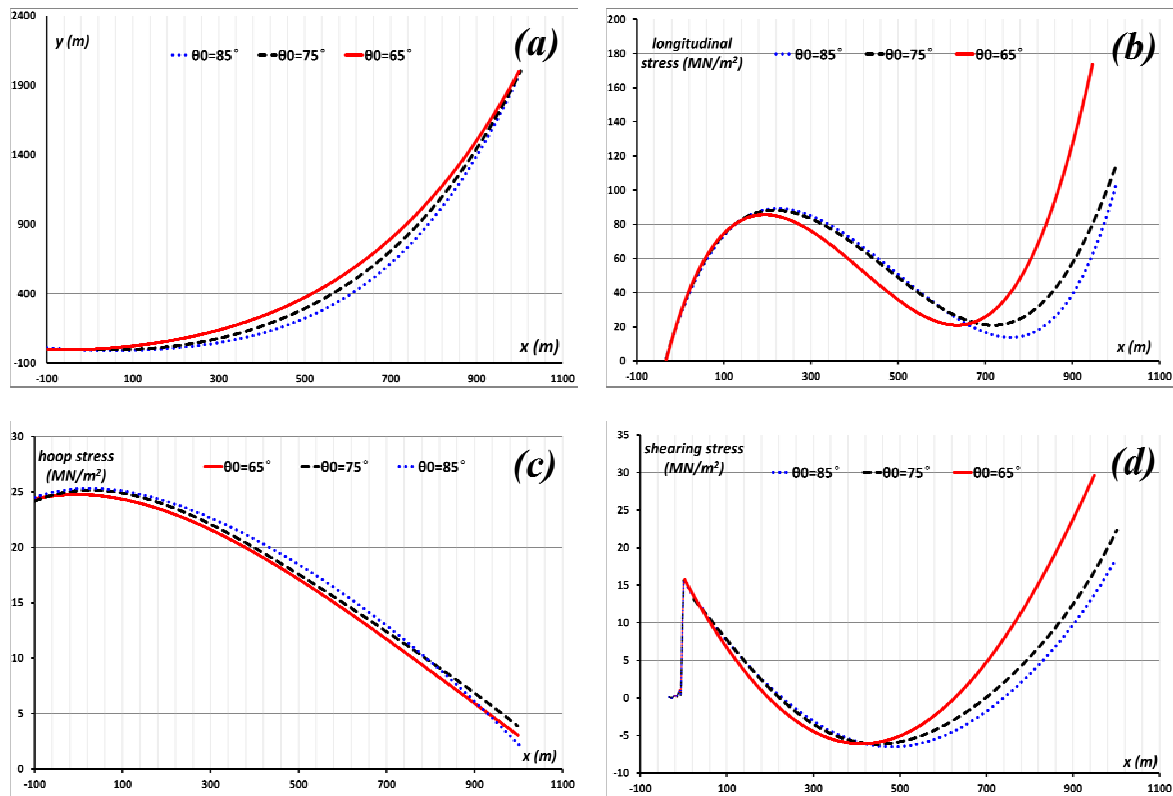 y (m)
θ0=85° θ0=75° θ0=65°
(a)
2400
1900
1400
400
-100
-100 100 300 500 700 900 1100
x (m)
longitudinal
stress (MN/m²)
θ0=85° θ0=75° θ0=65°
(b)
200
180
160
140
120
100
80
60
40
20
0
-100 100 300 500 700 900 1100
x (m)
hoop stress
(MN/m²)
θ0=65° θ0=75° θ0=85°
(c)
30
25
20
15
10
5
0
-100 100 300 500 700 900 1100
x (m)
shearing stress
(MN/m²)
θ0=85° θ0=75° θ0=65°
(d)
35
30
25
20
15
10
5
0
-5
-10
-100 100 300 500 700 900 1100
x (m)